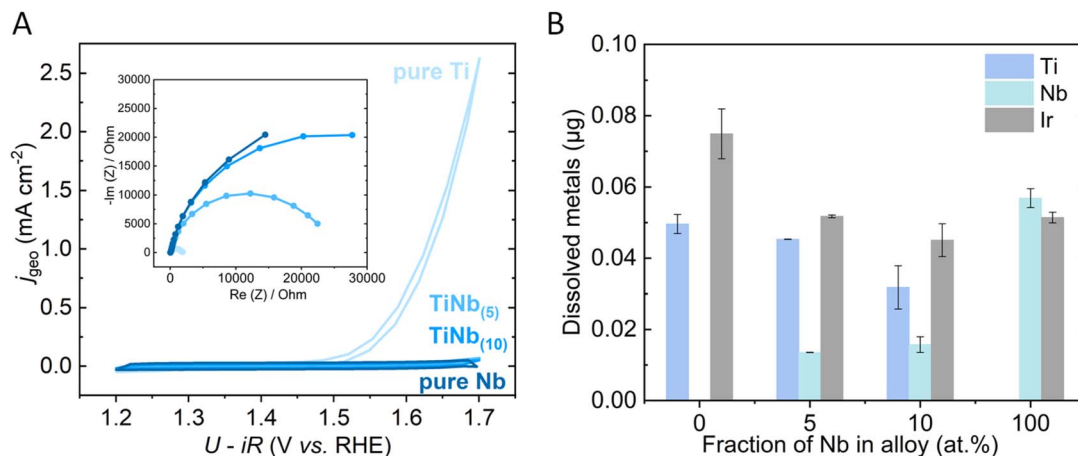 A
2.5
2.0
1.5
1.0
0.5
0.0
j_geo (mA cm⁻²)
1.2 1.3 1.4 1.5 1.6 1.7
U - iR (V vs. RHE)
pure Ti
TiNb(5)
TiNb(10)
pure Nb
30000
25000
20000
15000
10000
5000
0
-Im (Z) / Ohm
0 10000 20000 30000
Re (Z) / Ohm
B
0.10
0.08
0.06
0.04
0.02
0.00
Dissolved metals (µg)
Ti
Nb
Ir
0 5 10 100
Fraction of Nb in alloy (at.%)